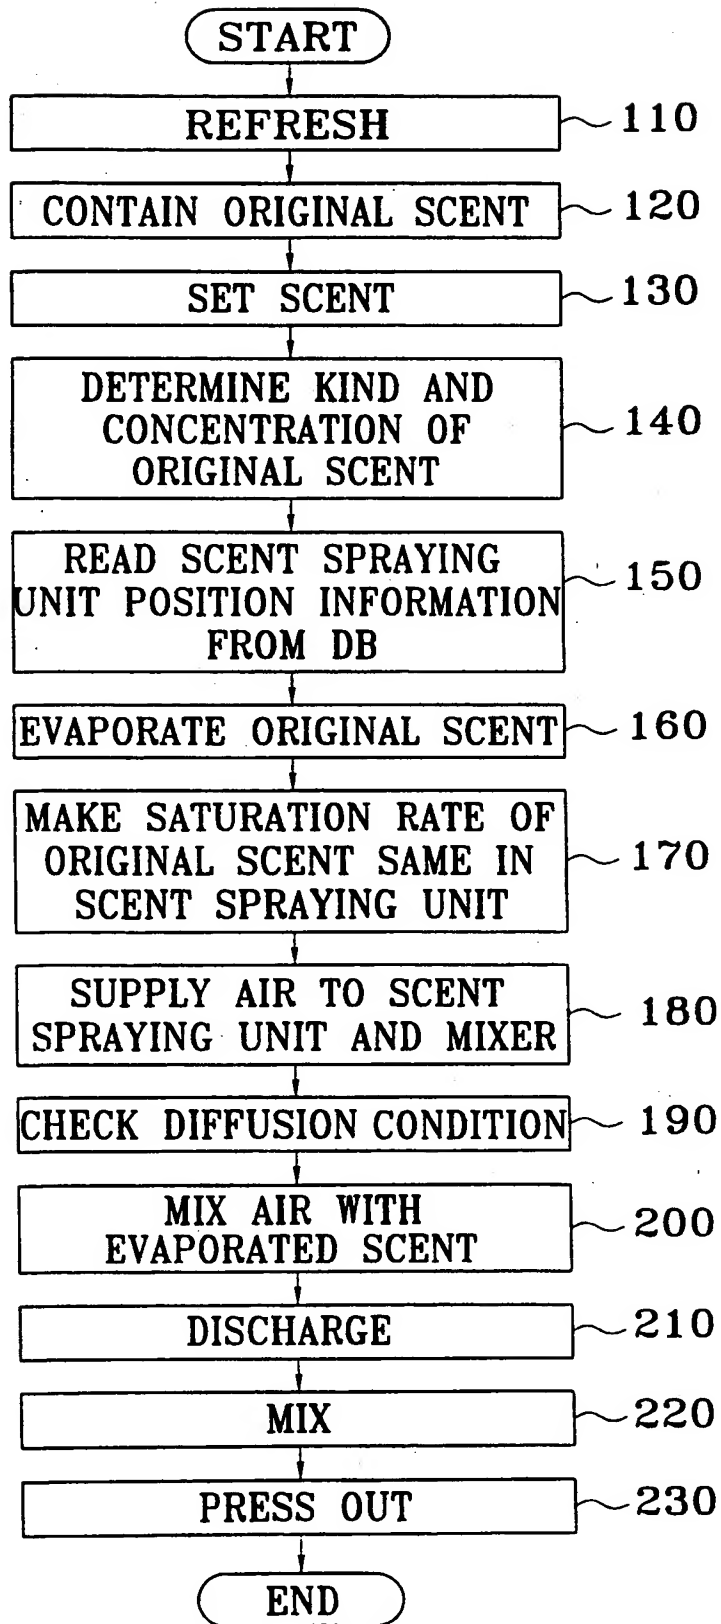 START
REFRESH
110
CONTAIN ORIGINAL SCENT
120
SET SCENT
130
DETERMINE KIND AND
CONCENTRATION OF
ORIGINAL SCENT
140
READ SCENT SPRAYING
UNIT POSITION INFORMATION
FROM DB
150
EVAPORATE ORIGINAL SCENT
160
MAKE SATURATION RATE OF
ORIGINAL SCENT SAME IN
SCENT SPRAYING UNIT
170
SUPPLY AIR TO SCENT
SPRAYING UNIT AND MIXER
180
CHECK DIFFUSION CONDITION
190
MIX AIR WITH
EVAPORATED SCENT
200
DISCHARGE
210
MIX
220
PRESS OUT
230
END